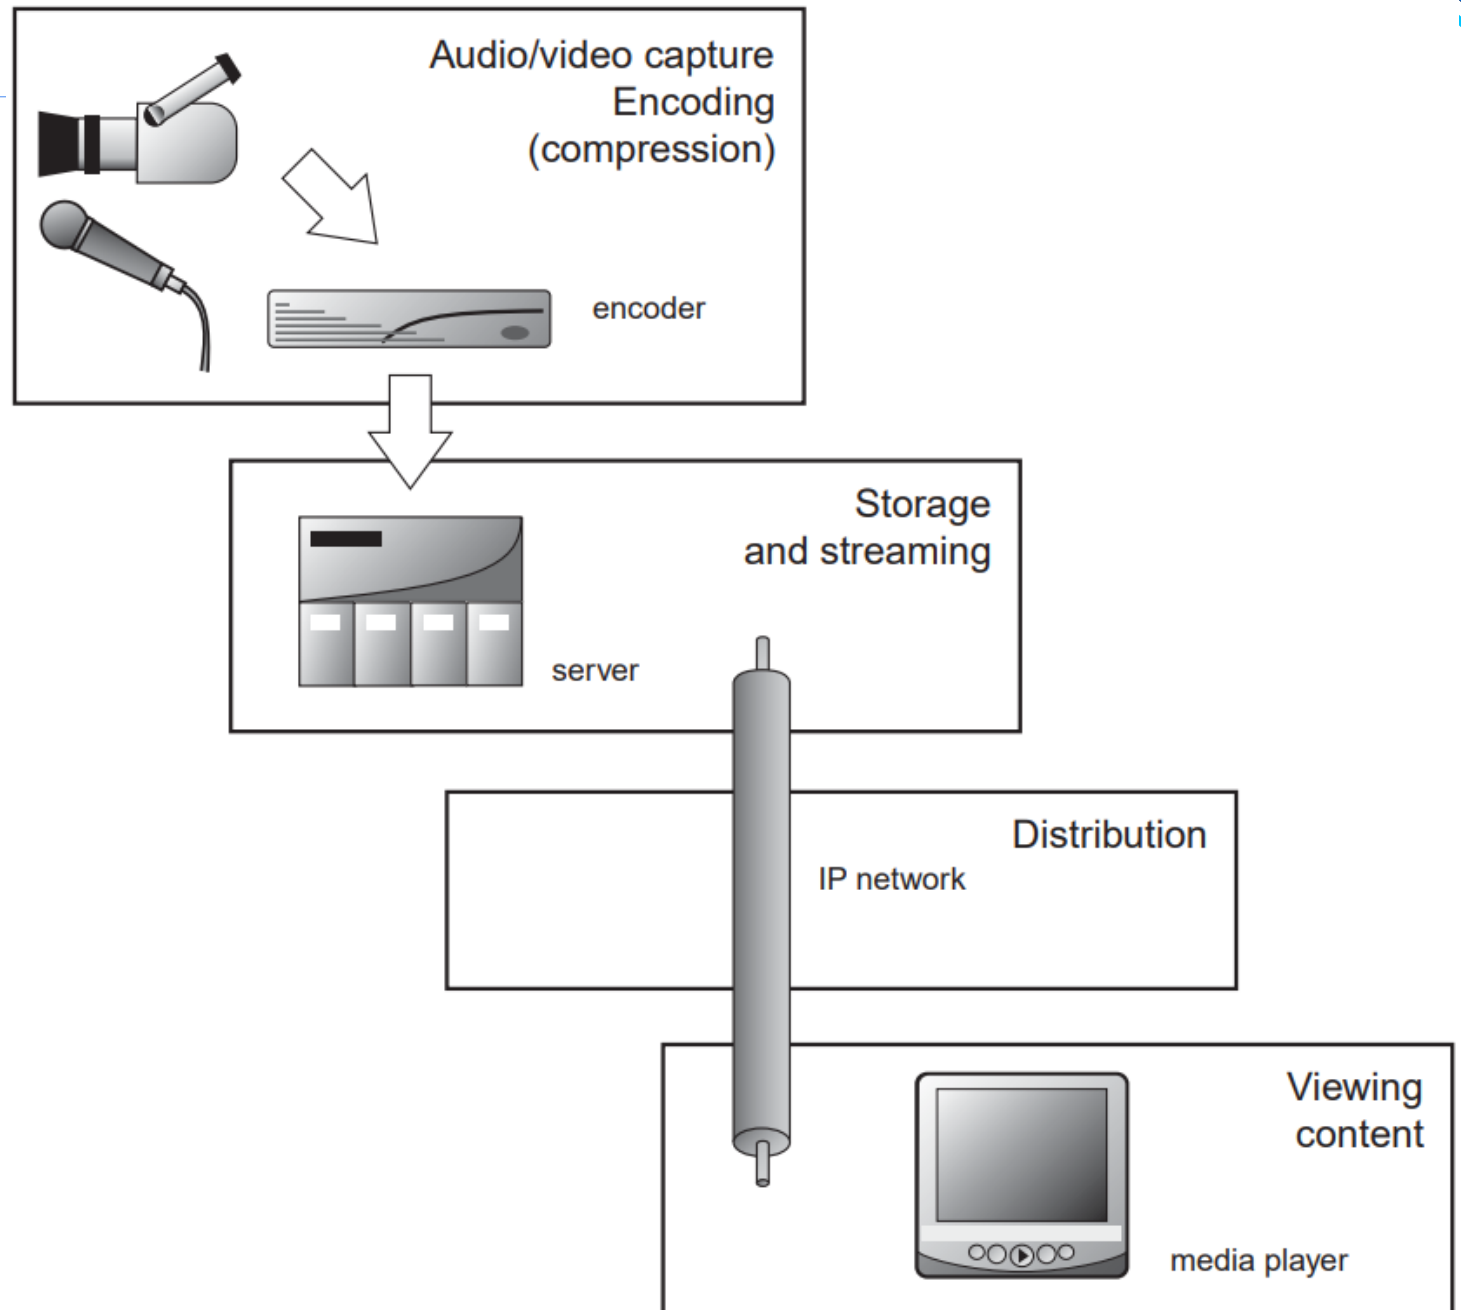 Audio/video capture
Encoding
(compression)
encoder
Storage
and streaming
server
Distribution
IP network
Viewing
content
media player